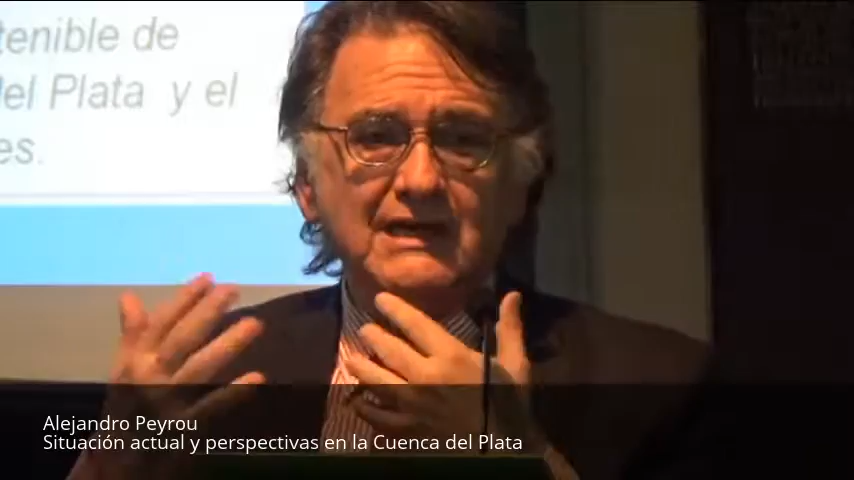 tenible de
del Plata y el
es.
Alejandro Peyrou
Situación actual y perspectivas en la Cuenca del Plata